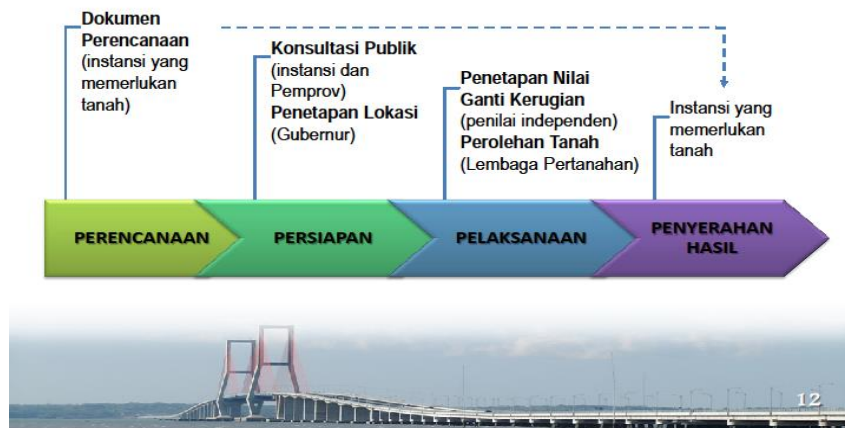 Dokumen
Perencanaan
(instansi yang
memerlukan
tanah)
Konsultasi Publik
(instansi dan
Pemprov)
Penetapan Lokasi
(Gubernur)
Penetapan Nilai
Ganti Kerugian
(penilai independen)
Perolehan Tanah
(Lembaga Pertanahan)
Instansi yang
memerlukan
tanah
PERENCANAAN
PERSIAPAN
PELAKSANAAN
PENYERAHAN
HASIL
12